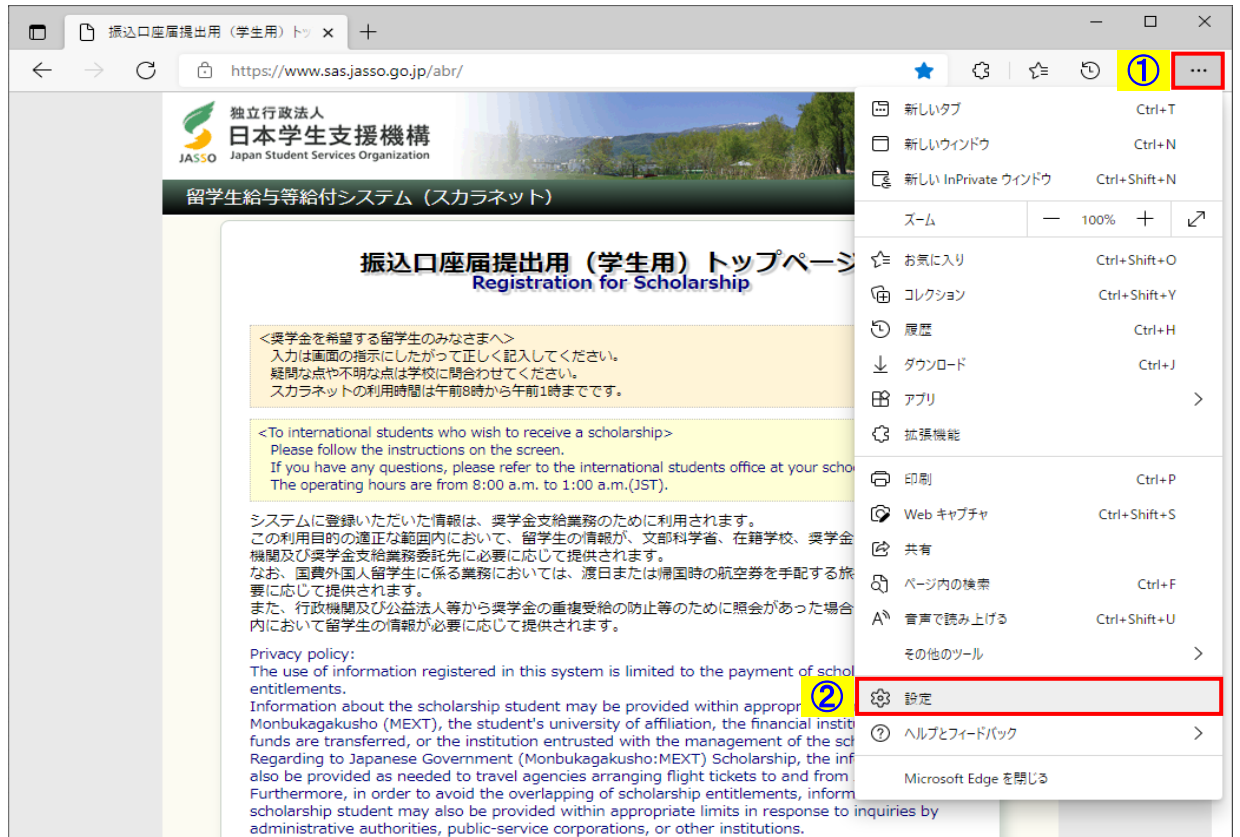 振込口座届提出用（学生用）トッ
https://www.sas.jasso.go.jp/abr/
①
独立行政法人
日本学生支援機構
JASSO Japan Student Services Organization
留学生給与等給付システム（スカラネット）
振込口座届提出用（学生用）トップページ
Registration for Scholarship
<奨学金を希望する留学生のみなさまへ>
入力は画面の指示にしたがって正しく記入してください。
疑問な点や不明な点は学校に問合わせてください。
スカラネットの利用時間は午前8時から午前1時までです。
<To international students who wish to receive a scholarship>
Please follow the instructions on the screen.
If you have any questions, please refer to the international students office at your schoo
The operating hours are from 8:00 a.m. to 1:00 a.m.(JST).
システムに登録いただいた情報は、奨学金支給業務のために利用されます。
この利用目的の適正な範囲内において、留学生の情報が、文部科学省、在籍学校、奨学金
機関及び奨学金支給業務委託先に必要に応じて提供されます。
なお、国費外国人留学生に係る業務においては、渡日または帰国時の航空券を手配する旅
要に応じて提供されます。
また、行政機関及び公益法人等から奨学金の重複受給の防止等のために照会があった場合
内において留学生の情報が必要に応じて提供されます。
Privacy policy:
The use of information registered in this system is limited to the payment of schol
entitlements.
Information about the scholarship student may be provided within appropr
Monbukagakusho (MEXT), the student's university of affiliation, the financial instit
funds are transferred, or the institution entrusted with the management of the sch
Regarding to Japanese Government (Monbukagakusho:MEXT) Scholarship, the inf
also be provided as needed to travel agencies arranging flight tickets to and from
Furthermore, in order to avoid the overlapping of scholarship entitlements, inform
scholarship student may also be provided within appropriate limits in response to inquiries by
administrative authorities, public-service corporations, or other institutions.
新しいタブ Ctrl+T
新しいウィンドウ Ctrl+N
新しい InPrivate ウィンドウ Ctrl+Shift+N
ズーム — 100% +
お気に入り Ctrl+Shift+O
コレクション Ctrl+Shift+Y
履歴 Ctrl+H
ダウンロード Ctrl+J
アプリ
拡張機能
印刷 Ctrl+P
Web キャプチャ Ctrl+Shift+S
共有
ページ内の検索 Ctrl+F
音声で読み上げる Ctrl+Shift+U
その他のツール
② 設定
ヘルプとフィードバック
Microsoft Edge を閉じる